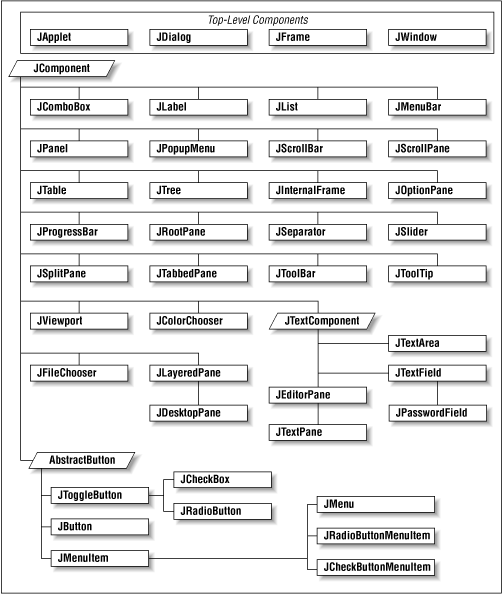 Top-Level Components
JApplet
JDialog
JFrame
JWindow
JComponent
JComboBox
JLabel
JList
JMenuBar
JPanel
JPopupMenu
JScrollBar
JScrollPane
JTable
JTree
JInternalFrame
JOptionPane
JProgressBar
JRootPane
JSeparator
JSlider
JSplitPane
JTabbedPane
JToolBar
JToolTip
JViewport
JColorChooser
JTextComponent
JTextArea
JFileChooser
JLayeredPane
JTextField
JEditorPane
JDesktopPane
JPasswordField
JTextPane
AbstractButton
JToggleButton
JCheckBox
JRadioButton
JButton
JMenuItem
JMenu
JRadioButtonMenuItem
JCheckButtonMenuItem